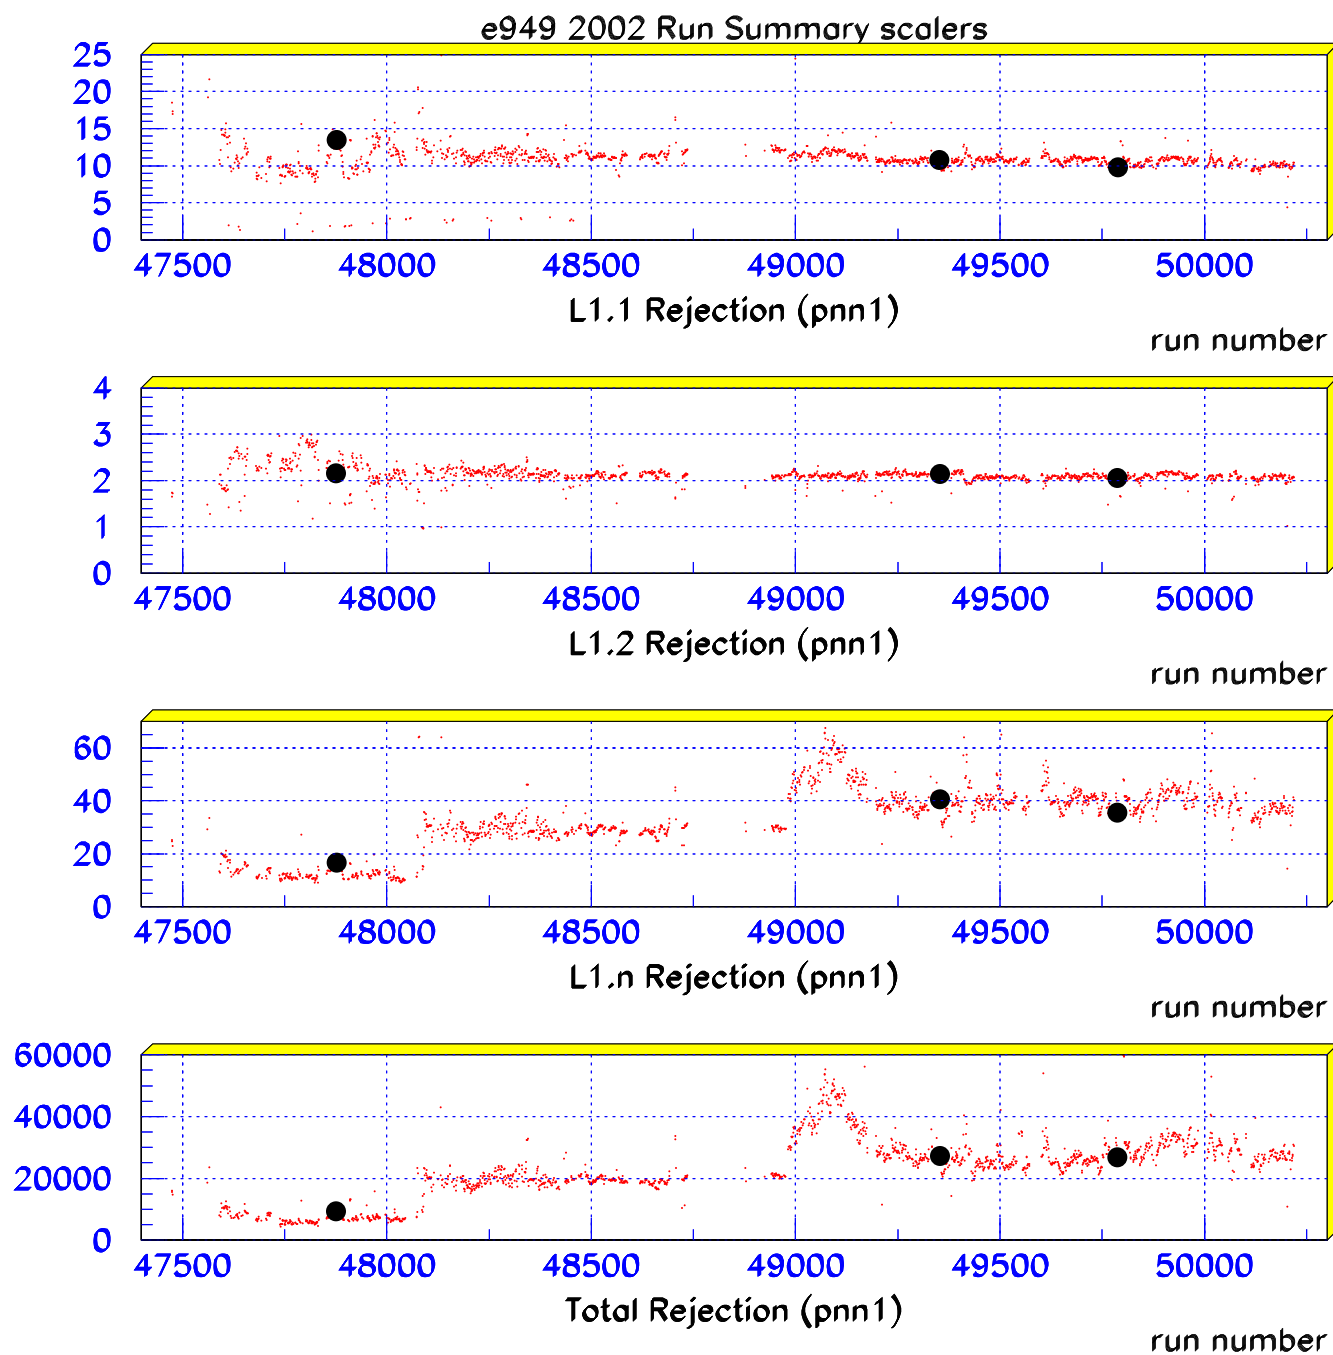 e949 2002 Run Summary scalers
25
20
15
10
5
0
47500 48000 48500 49000 49500 50000
L1.1 Rejection (pnn1)
run number
4
3
2
1
0
47500 48000 48500 49000 49500 50000
L1.2 Rejection (pnn1)
run number
60
40
20
0
47500 48000 48500 49000 49500 50000
L1.n Rejection (pnn1)
run number
60000
40000
20000
0
47500 48000 48500 49000 49500 50000
Total Rejection (pnn1)
run number